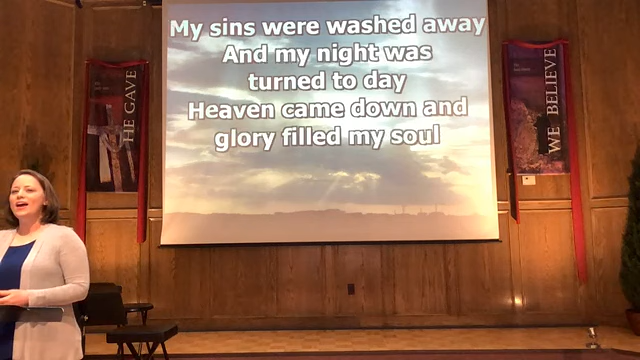 My sins were washed away
And my night was
turned to day
Heaven came down and
glory filled my soul
HE GAVE
WE BELIEVE